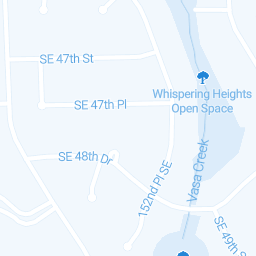 SE 47th St
Whispering Heights
Open Space
SE 47th Pl
SE 48th Dr
152nd Pl SE
Vasa Creek
SE 49th S